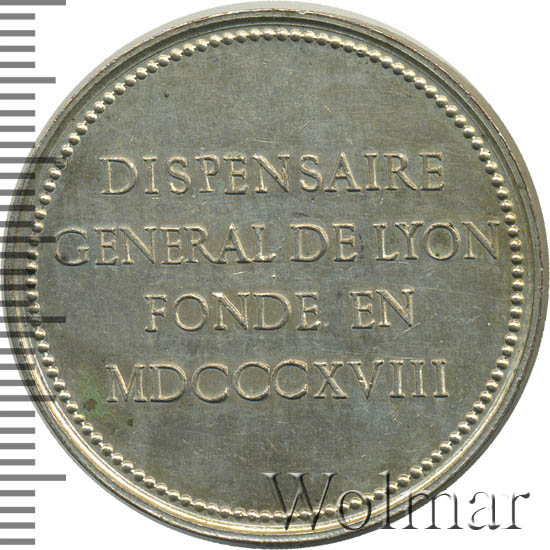 DISPENSAIRE
GENERAL DE LYON
FONDE EN
MDCCCXVIII
Wolmar